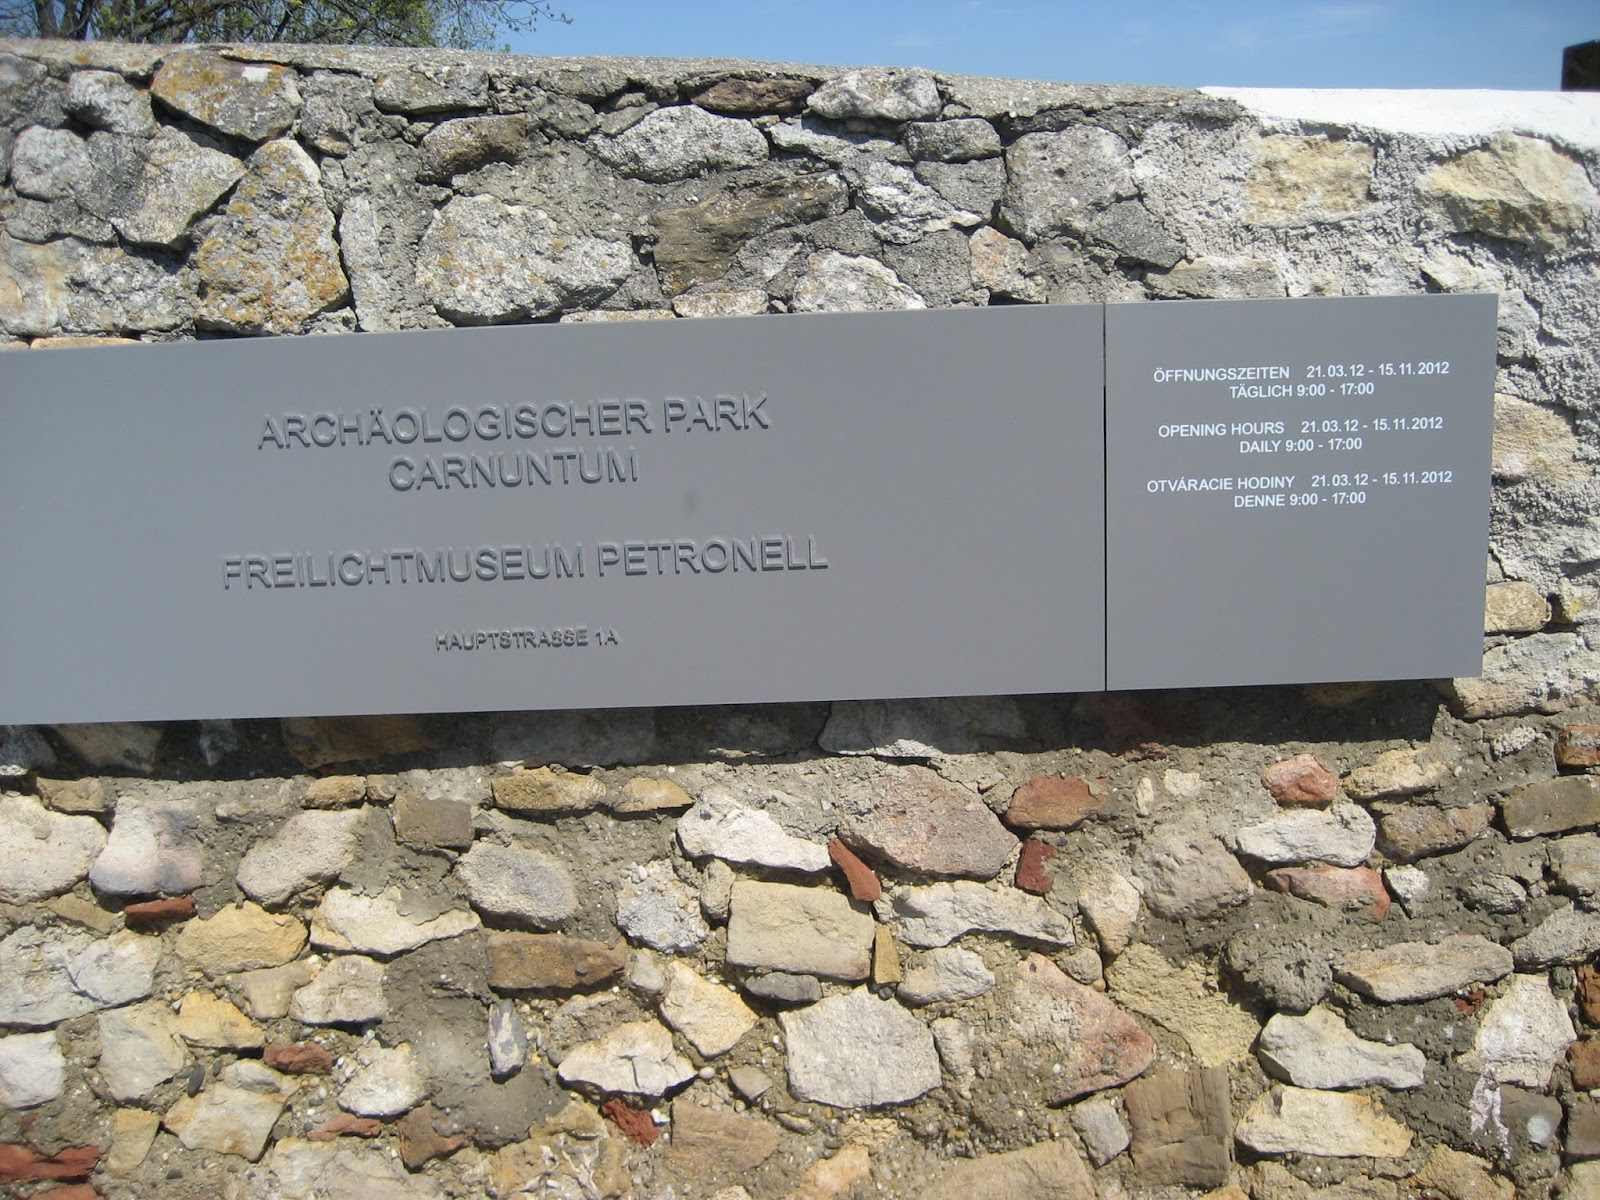 ARCHÄOLOGISCHER PARK
CARNUNTUM
FREILICHTMUSEUM PETRONELL
HAUPTSTRASSE 1A
ÖFFNUNGSZEITEN 21.03.12 - 15.11.2012
TÄGLICH 9:00 - 17:00
OPENING HOURS 21.03.12 - 15.11.2012
DAILY 9:00 - 17:00
OTVÁRACIE HODINY 21.03.12 - 15.11.2012
DENNE 9:00 - 17:00